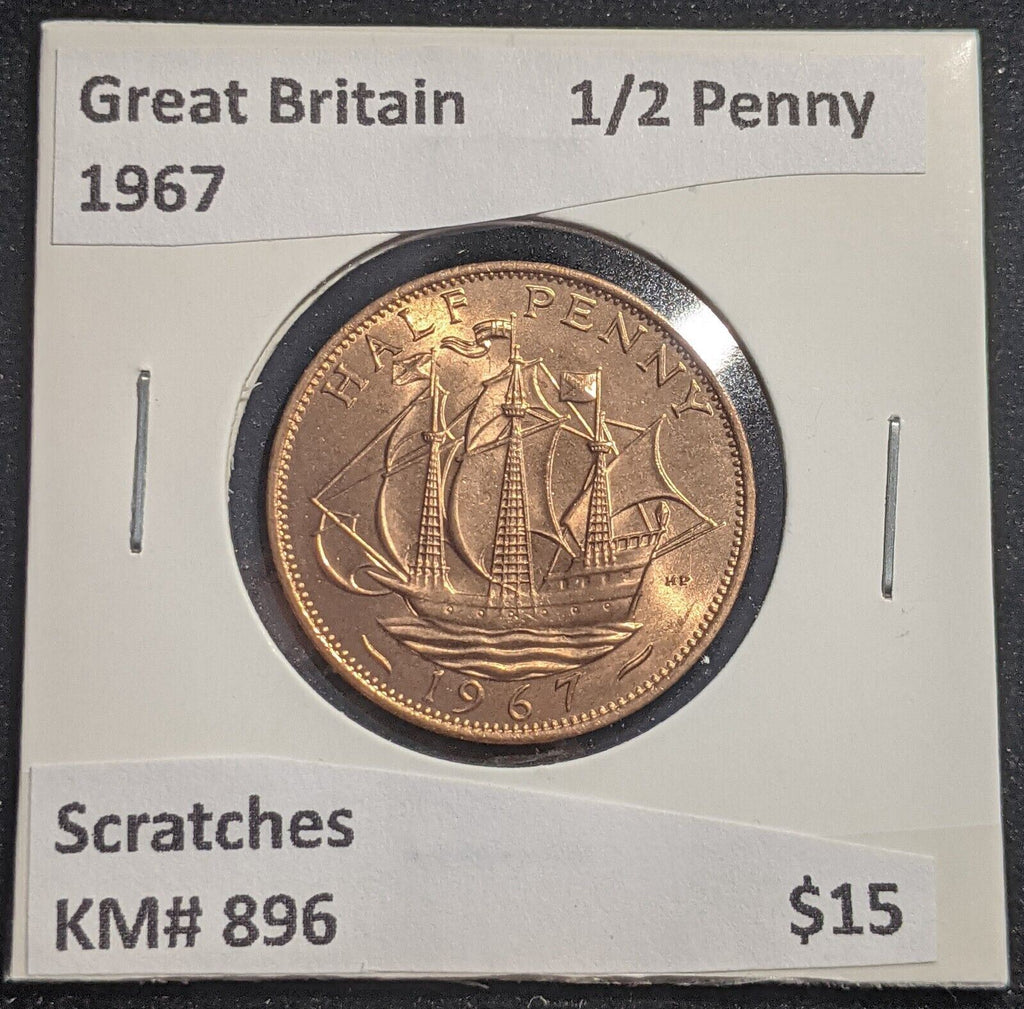 Great Britain 1/2 Penny
1967
HALF PENNY
HP
1967
Scratches
KM# 896 $15